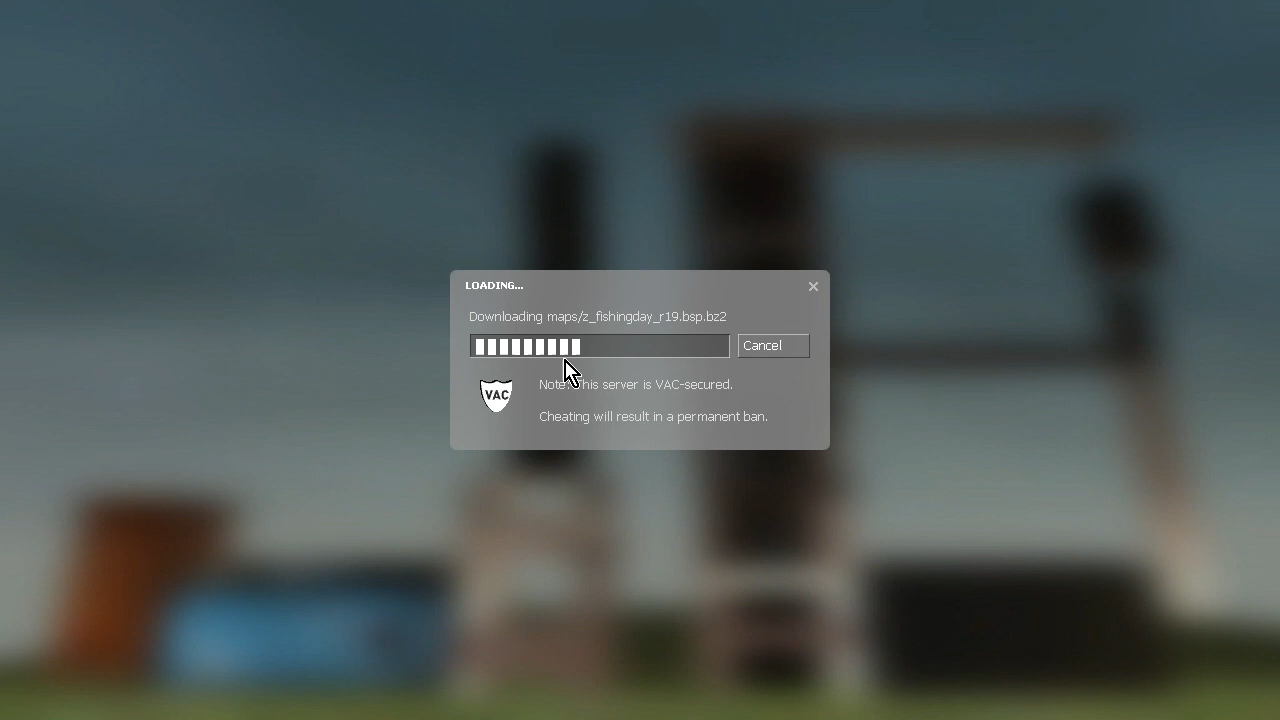 LOADING...
Downloading maps/z_fishingday_r19.bsp.bz2
Cancel
VAC
Note: This server is VAC-secured.
Cheating will result in a permanent ban.